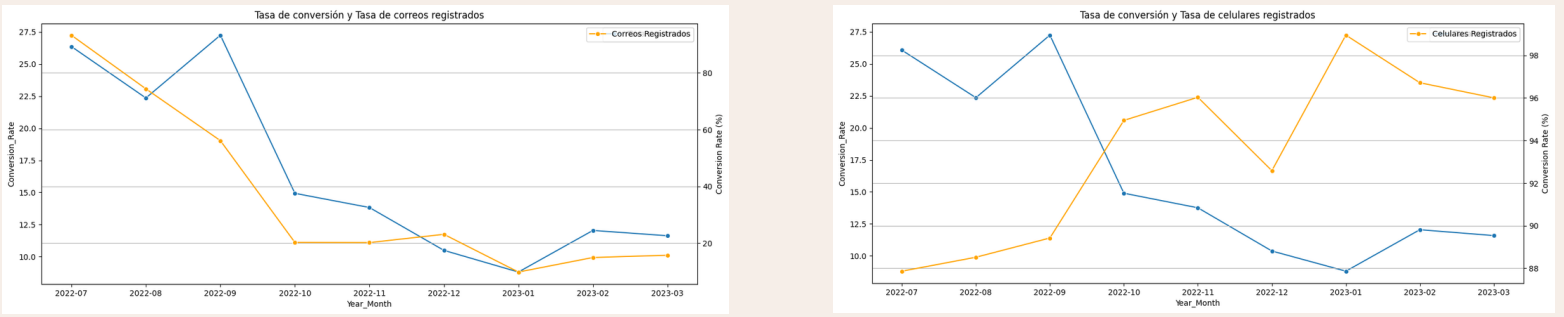 Tasa de conversión y Tasa de correos registrados
Correos Registrados
27.5
25.0
22.5
20.0
17.5
15.0
12.5
10.0
Conversion_Rate
80
60
40
20
Conversion Rate (%)
2022-07 2022-08 2022-09 2022-10 2022-11 2022-12 2023-01 2023-02 2023-03
Year_Month
Tasa de conversión y Tasa de celulares registrados
Celulares Registrados
27.5
25.0
22.5
20.0
17.5
15.0
12.5
10.0
Conversion_Rate
98
96
94
92
90
88
Conversion Rate (%)
2022-07 2022-08 2022-09 2022-10 2022-11 2022-12 2023-01 2023-02 2023-03
Year_Month